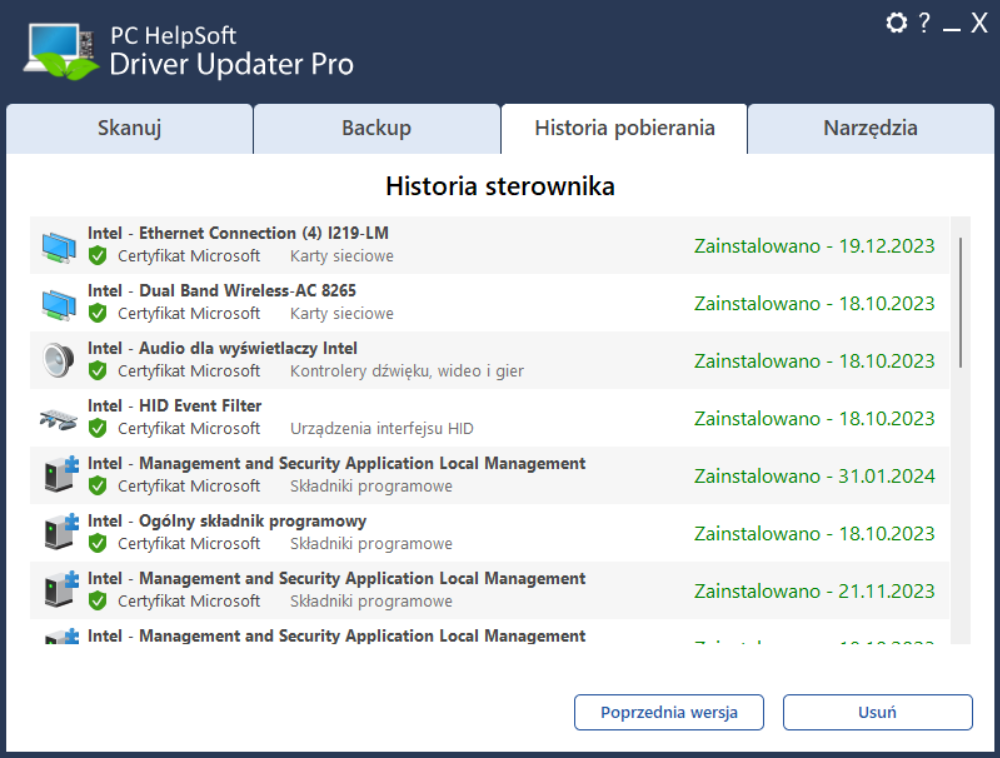 PC HelpSoft
Driver Updater Pro
? _ X
Skanuj Backup Historia pobierania Narzędzia
Historia sterownika
Intel - Ethernet Connection (4) I219-LM
Certyfikat Microsoft Karty sieciowe Zainstalowano - 19.12.2023
Intel - Dual Band Wireless-AC 8265
Certyfikat Microsoft Karty sieciowe Zainstalowano - 18.10.2023
Intel - Audio dla wyświetlaczy Intel
Certyfikat Microsoft Kontrolery dźwięku, wideo i gier Zainstalowano - 18.10.2023
Intel - HID Event Filter
Certyfikat Microsoft Urządzenia interfejsu HID Zainstalowano - 18.10.2023
Intel - Management and Security Application Local Management
Certyfikat Microsoft Składniki programowe Zainstalowano - 31.01.2024
Intel - Ogólny składnik programowy
Certyfikat Microsoft Składniki programowe Zainstalowano - 18.10.2023
Intel - Management and Security Application Local Management
Certyfikat Microsoft Składniki programowe Zainstalowano - 21.11.2023
Intel - Management and Security Application Local Management
Poprzednia wersja Usuń